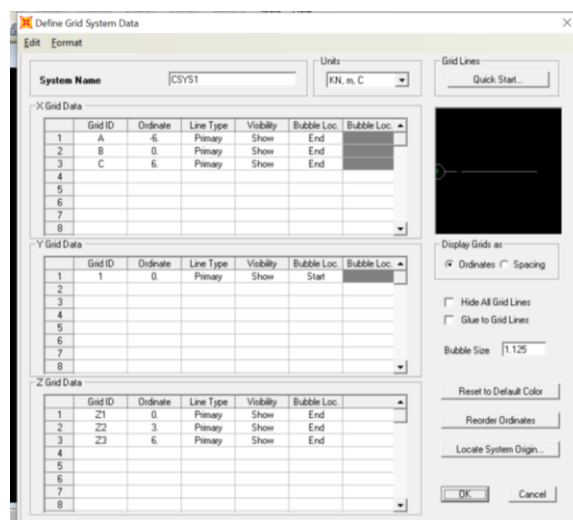 Define Grid System Data
Edit Format
System Name CSYS1
Units
KN, m, C
Grid Lines
Quick Start...
X Grid Data
Grid ID Ordinate Line Type Visibility Bubble Loc. Bubble Loc.
1 A -6. Primary Show End
2 B 0. Primary Show End
3 C 6. Primary Show End
4
5
6
7
8
Y Grid Data
Grid ID Ordinate Line Type Visibility Bubble Loc. Bubble Loc.
1 1 0. Primary Show Start
2
3
4
5
6
7
8
Display Grids as
Ordinates Spacing
Hide All Grid Lines
Glue to Grid Lines
Bubble Size 1.125
Z Grid Data
Grid ID Ordinate Line Type Visibility Bubble Loc.
1 Z1 0. Primary Show End
2 Z2 3. Primary Show End
3 Z3 6. Primary Show End
4
5
6
7
8
Reset to Default Color
Reorder Ordinates
Locate System Origin...
OK Cancel